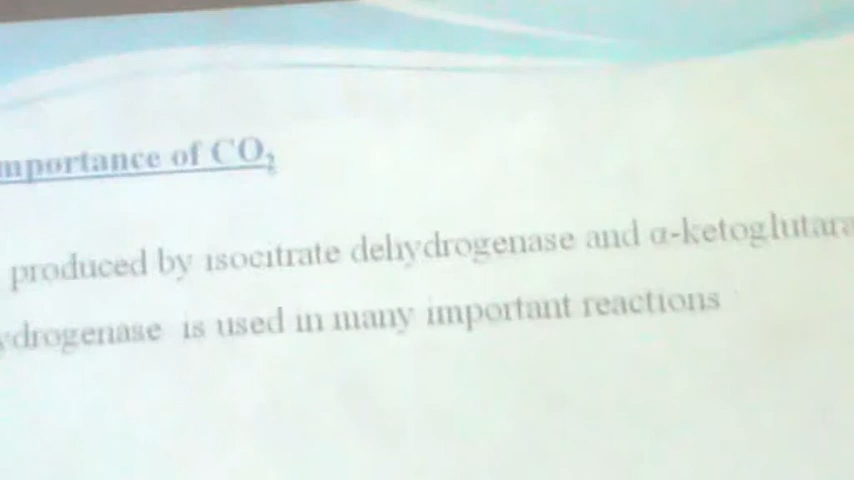 mportance of CO₂
produced by isocitrate dehydrogenase and α-ketoglutara
ydrogenase is used in many important reactions